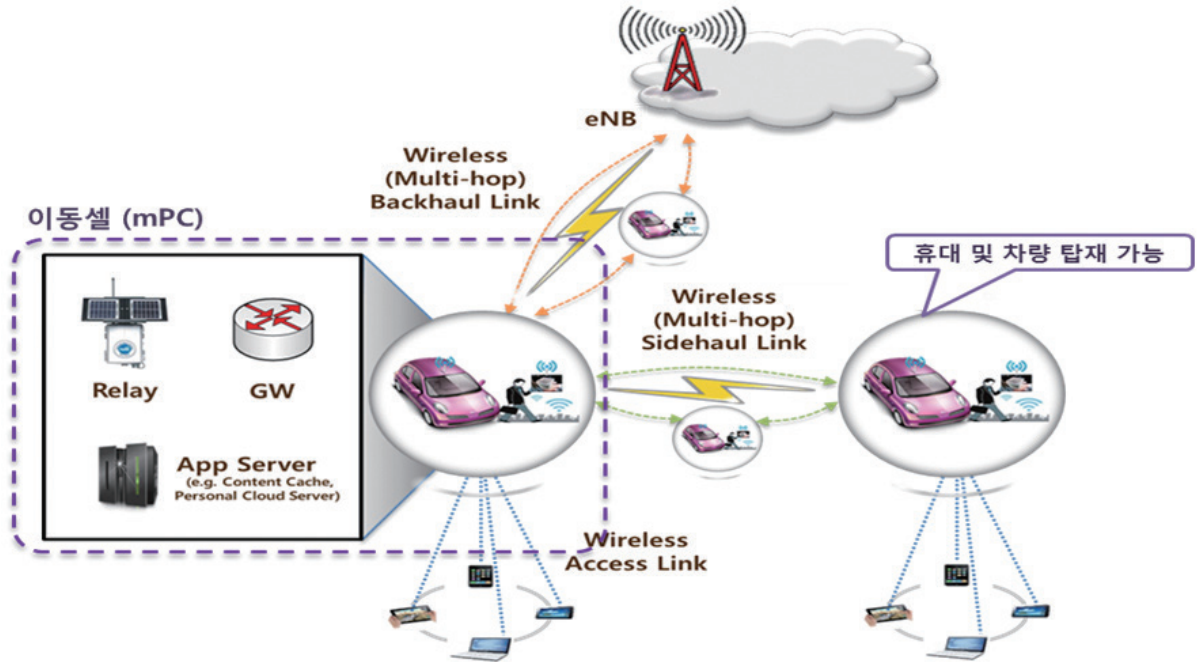 eNB
Wireless
(Multi-hop)
Backhaul Link
이동셀 (mPC)
휴대 및 차량 탑재 가능
Wireless
(Multi-hop)
Sidehaul Link
Relay
GW
App Server
(e.g. Content Cache,
Personal Cloud Server)
Wireless
Access Link